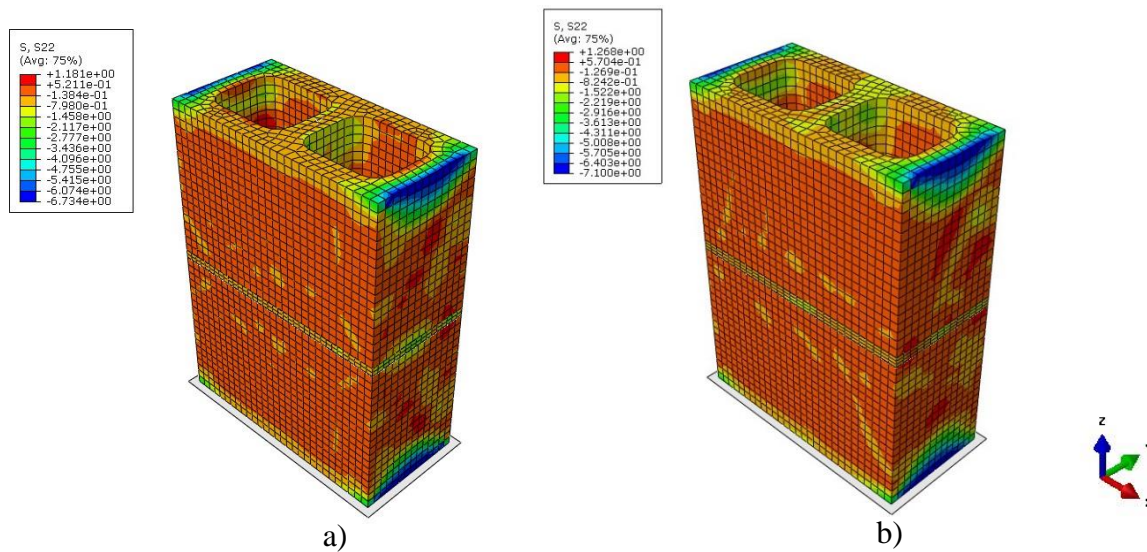 S, S22
(Avg: 75%)
+1.181e+00
+5.211e-01
-1.384e-01
-7.980e-01
-1.458e+00
-2.117e+00
-2.777e+00
-3.436e+00
-4.096e+00
-4.755e+00
-5.415e+00
-6.074e+00
-6.734e+00
a)
S, S22
(Avg: 75%)
+1.268e+00
+5.704e-01
-1.269e-01
-8.242e-01
-1.522e+00
-2.219e+00
-2.916e+00
-3.613e+00
-4.311e+00
-5.008e+00
-5.705e+00
-6.403e+00
-7.100e+00
b)
z